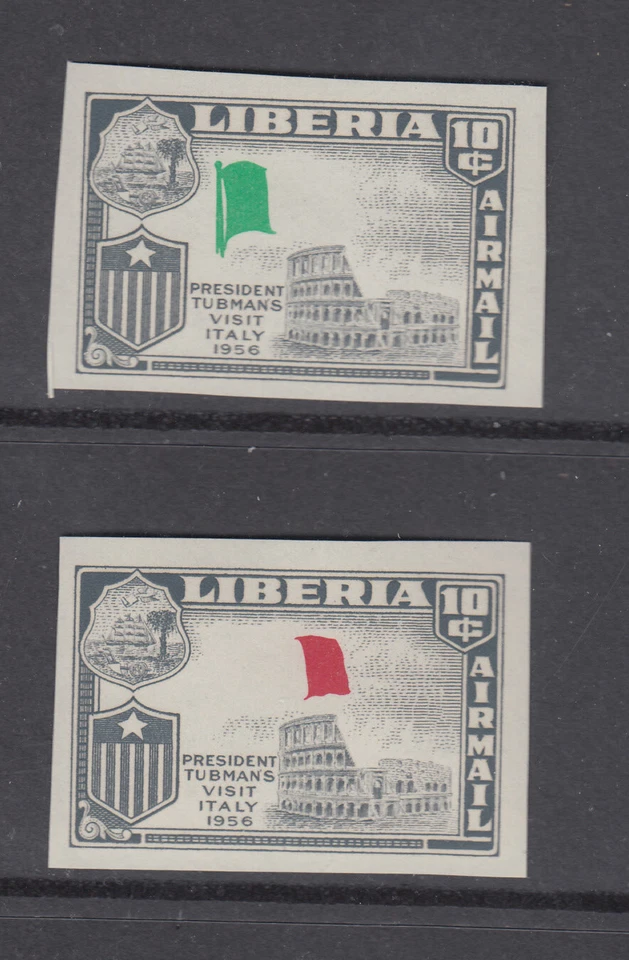 LIBERIA
10
¢
AIRMAIL
PRESIDENT
TUBMAN'S
VISIT
ITALY
1956
LIBERIA
10
¢
AIRMAIL
PRESIDENT
TUBMAN'S
VISIT
ITALY
1956